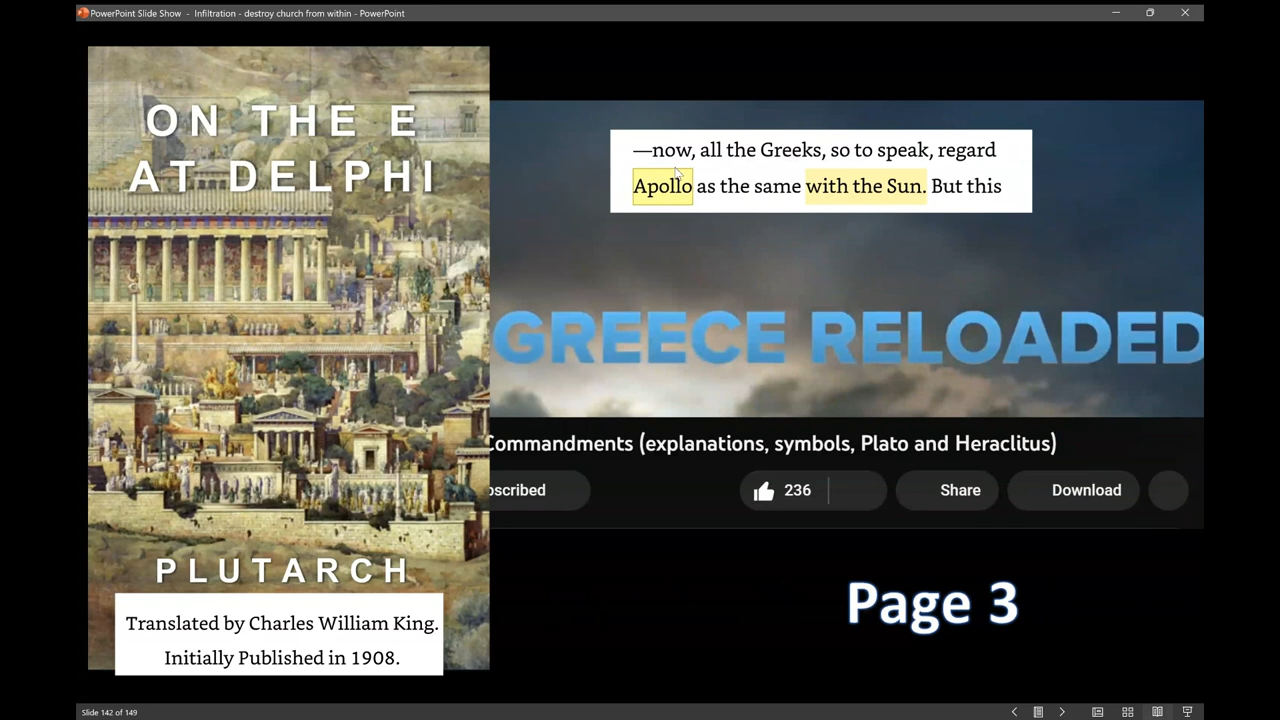 PowerPoint Slide Show - Infiltration - destroy church from within - PowerPoint
ON THE E
AT DELPHI
PLUTARCH
Translated by Charles William King.
Initially Published in 1908.
—now, all the Greeks, so to speak, regard
Apollo as the same with the Sun. But this
GREECE RELOADED
Commandments (explanations, symbols, Plato and Heraclitus)
bscribed
236
Share
Download
Page 3
Slide 142 of 149